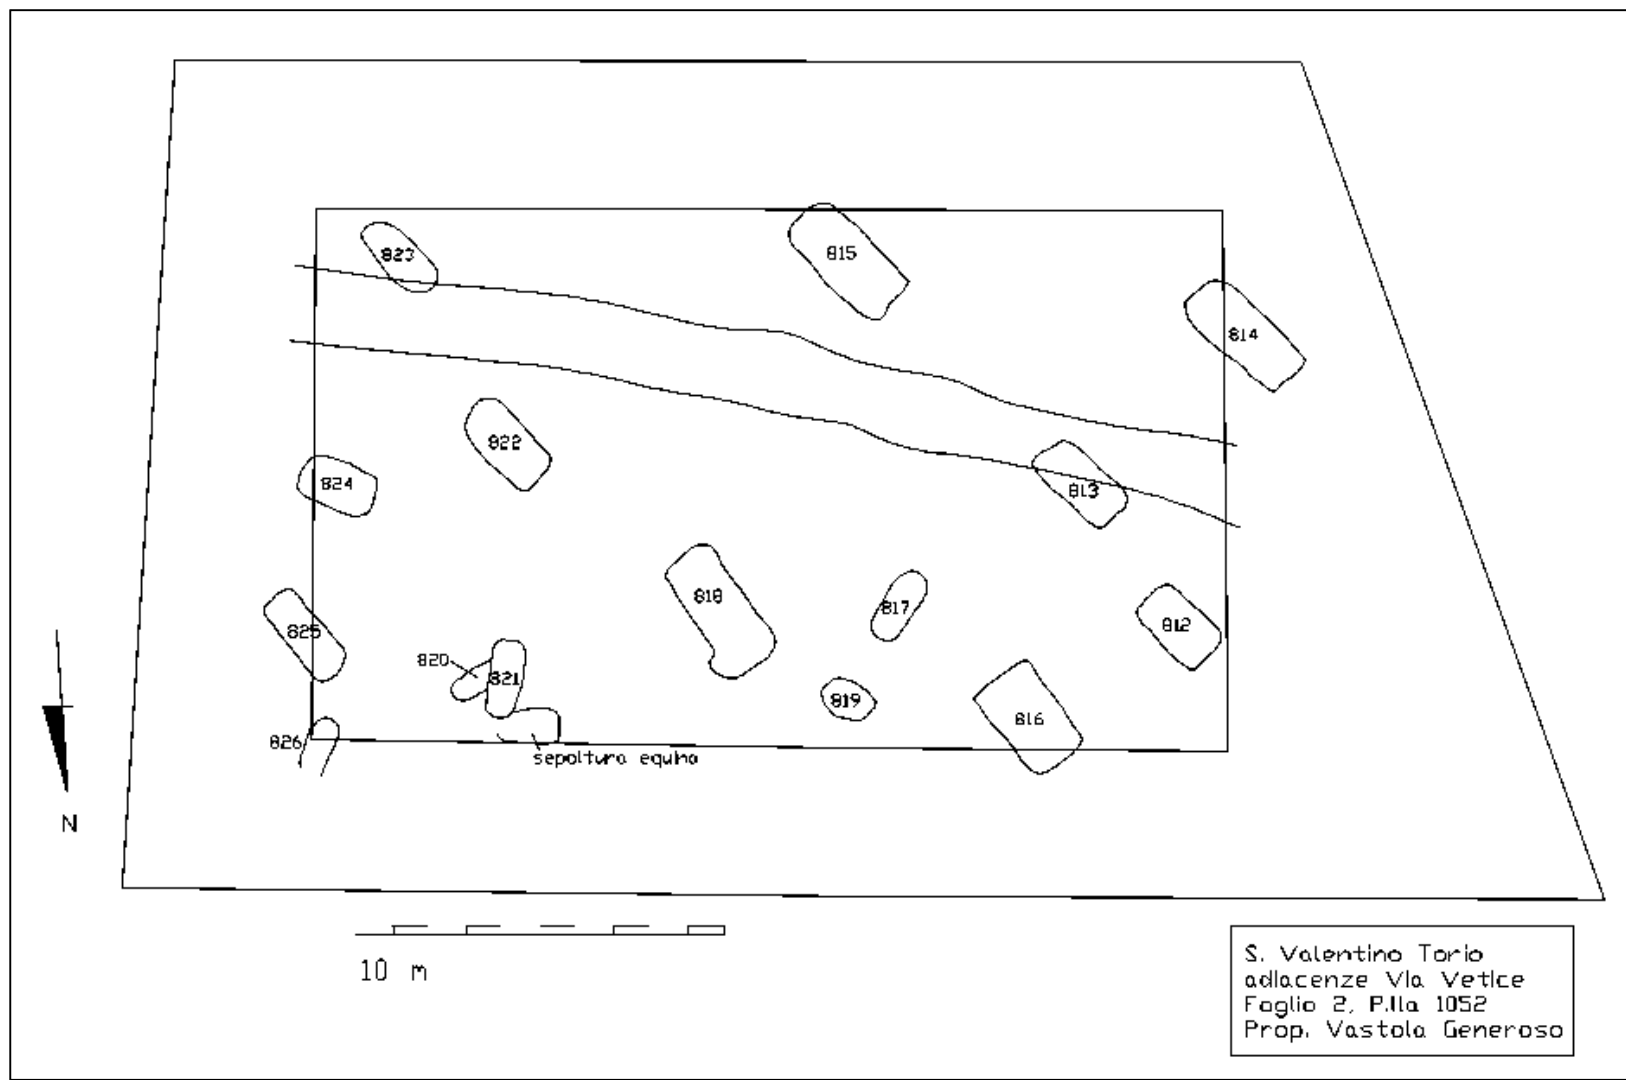 823
815
814
822
824
813
818
817
825
812
820
821
819
816
826
sepoltura equina
N
10 m
S. Valentino Torio
adiacenze Via Vetice
Foglio 2, P.lla 1052
Prop. Vastola Generoso